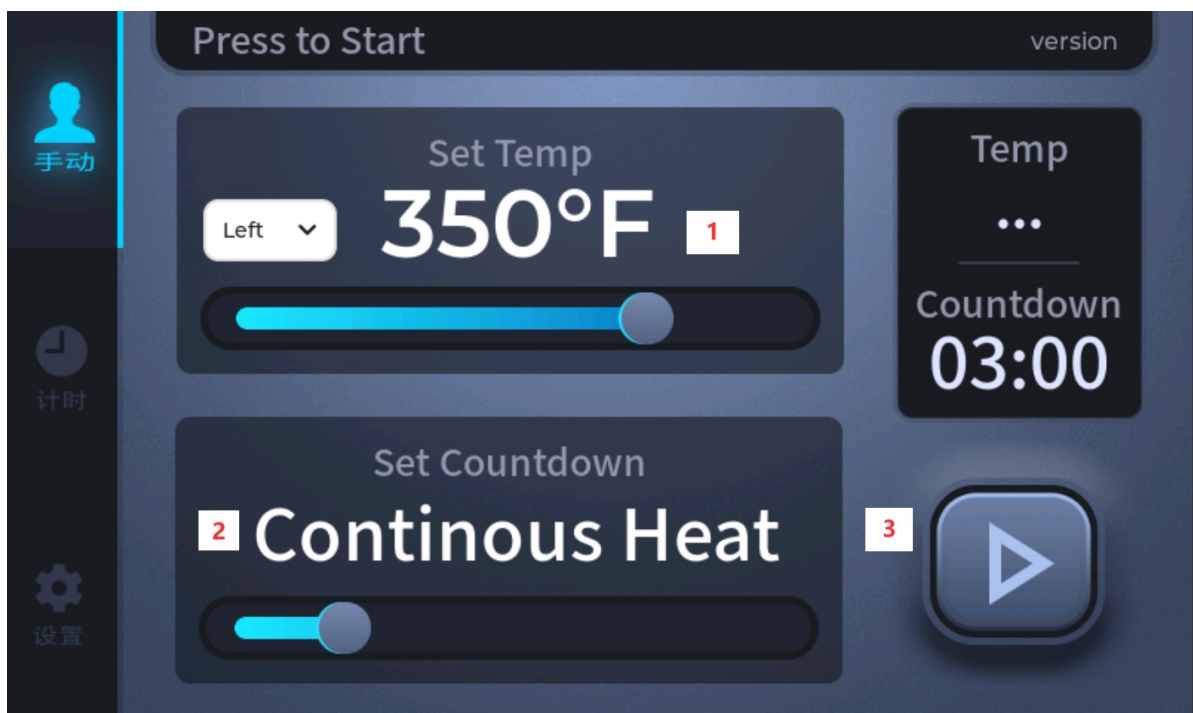 Press to Start
version
手动
Set Temp
Left
350°F
1
Temp
...
Countdown
03:00
计时
Set Countdown
2
Continous Heat
3
设置